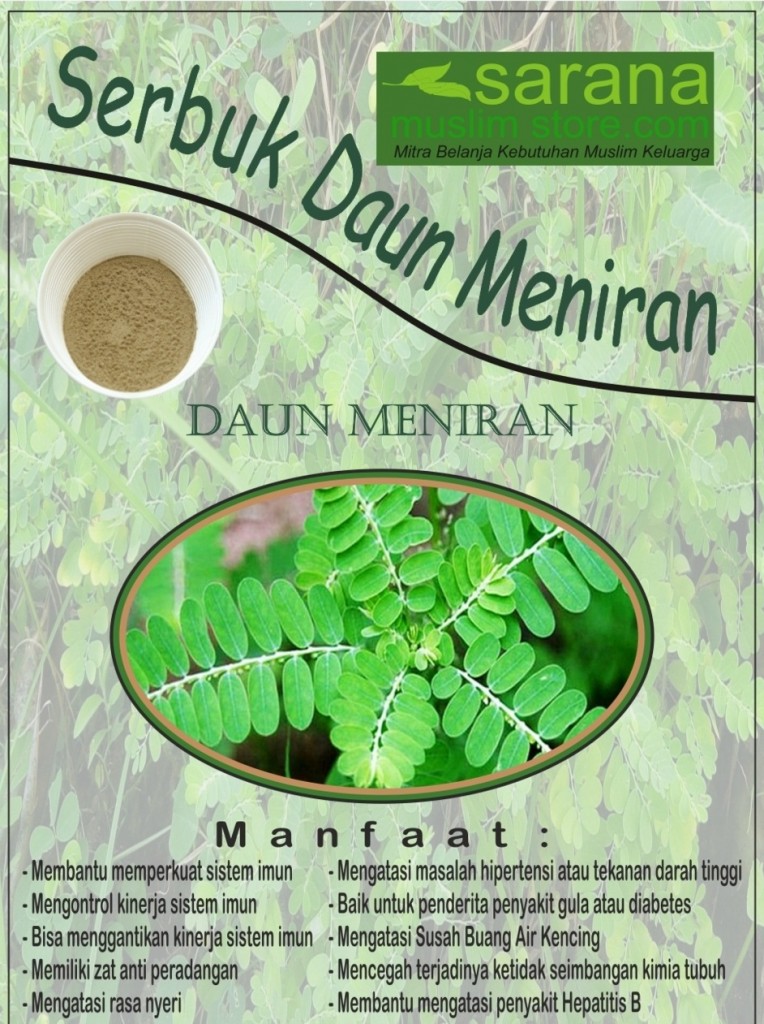 Serbuk Daun Meniran
sarana
muslim store.com
Mitra Belanja Kebutuhan Muslim Keluarga
DAUN MENIRAN
Manfaat :
- Membantu memperkuat sistem imun
- Mengontrol kinerja sistem imun
- Bisa menggantikan kinerja sistem imun
- Memiliki zat anti peradangan
- Mengatasi rasa nyeri
- Mengatasi masalah hipertensi atau tekanan darah tinggi
- Baik untuk penderita penyakit gula atau diabetes
- Mengatasi Susah Buang Air Kencing
- Mencegah terjadinya ketidak seimbangan kimia tubuh
- Membantu mengatasi penyakit Hepatitis B